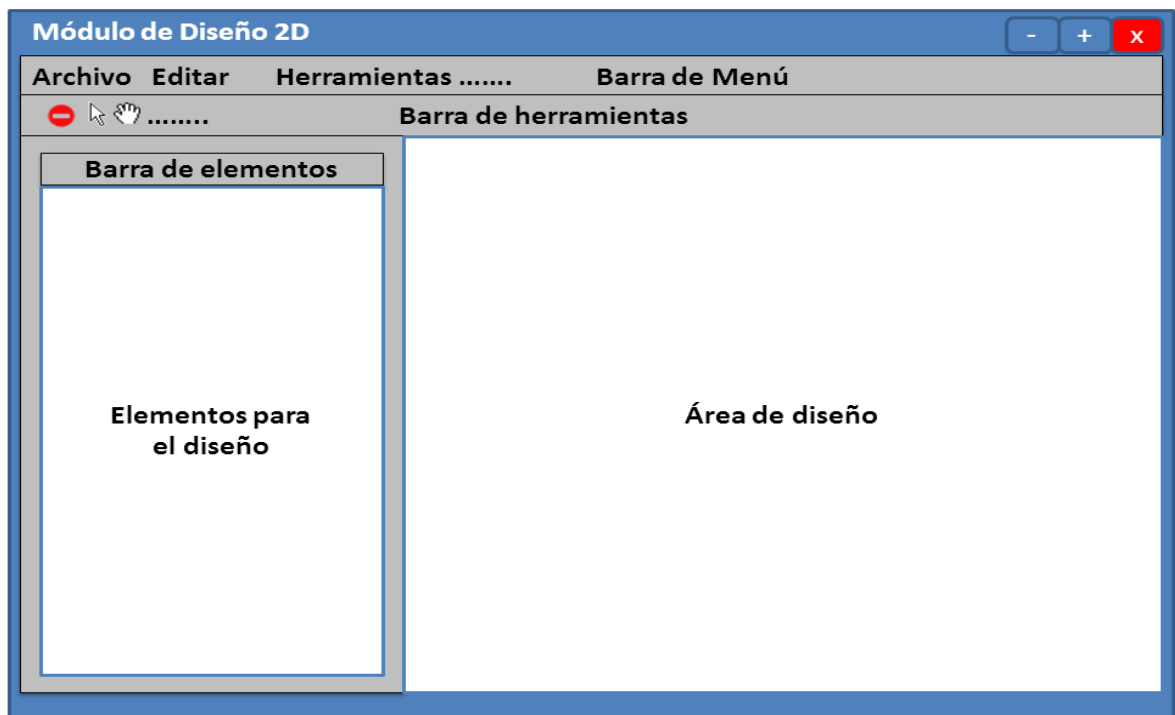 Módulo de Diseño 2D
- + x
Archivo Editar Herramientas ....... Barra de Menú
........ Barra de herramientas
Barra de elementos
Elementos para
el diseño
Área de diseño